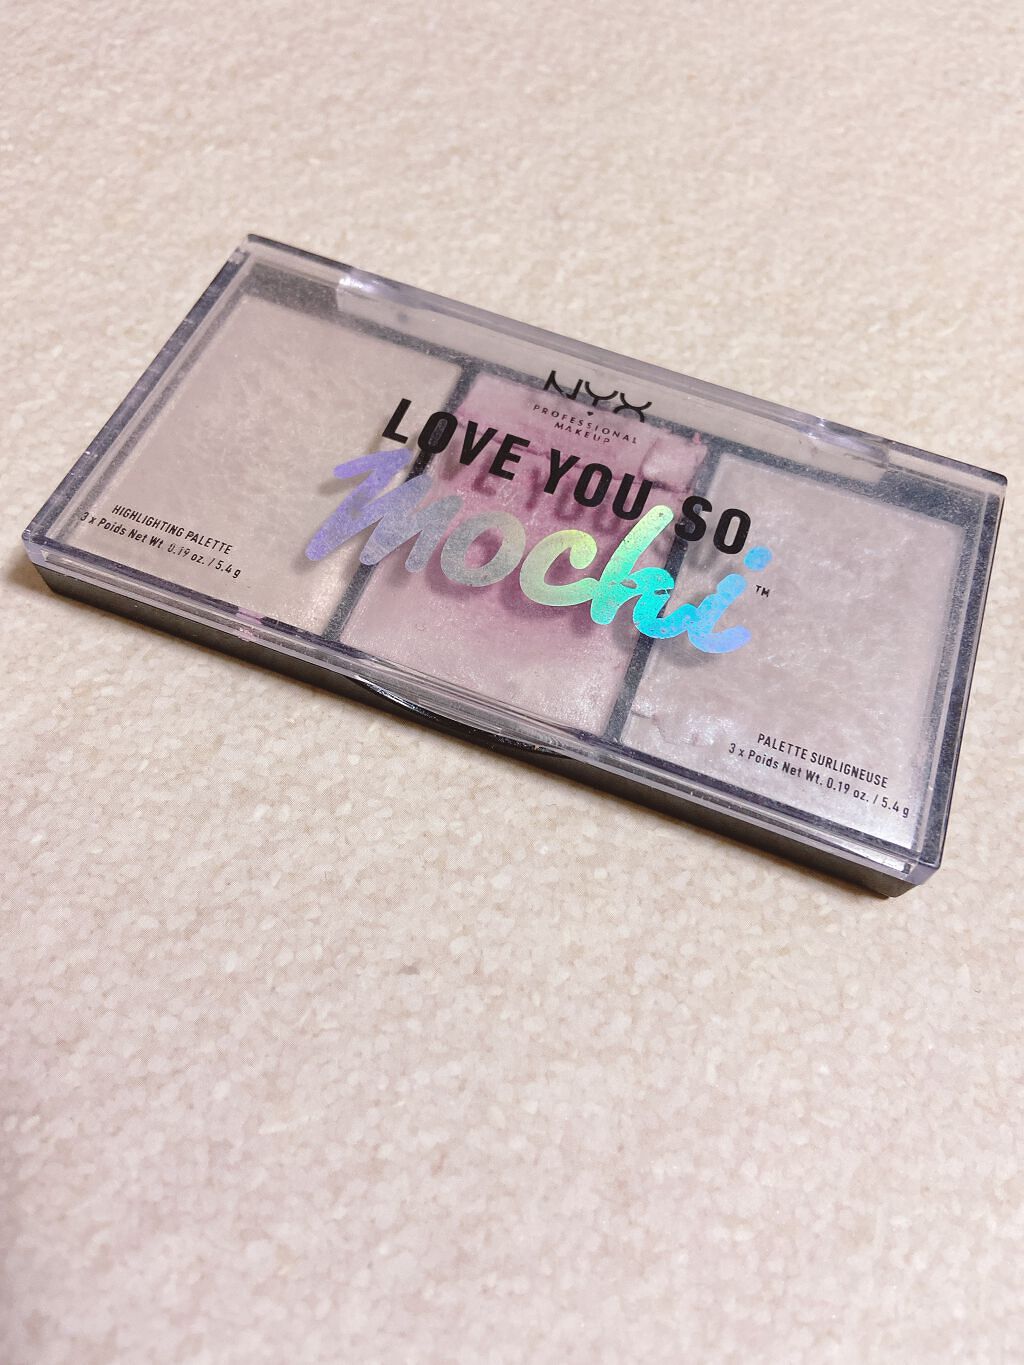 NYX
PROFESSIONAL
MAKEUP
LOVE YOU SO
mochi™
HIGHLIGHTING PALETTE
3 x Poids Net Wt. 0.19 oz. / 5.4 g
PALETTE SURLIGNEUSE
3 x Poids Net Wt. 0.19 oz. / 5.4 g